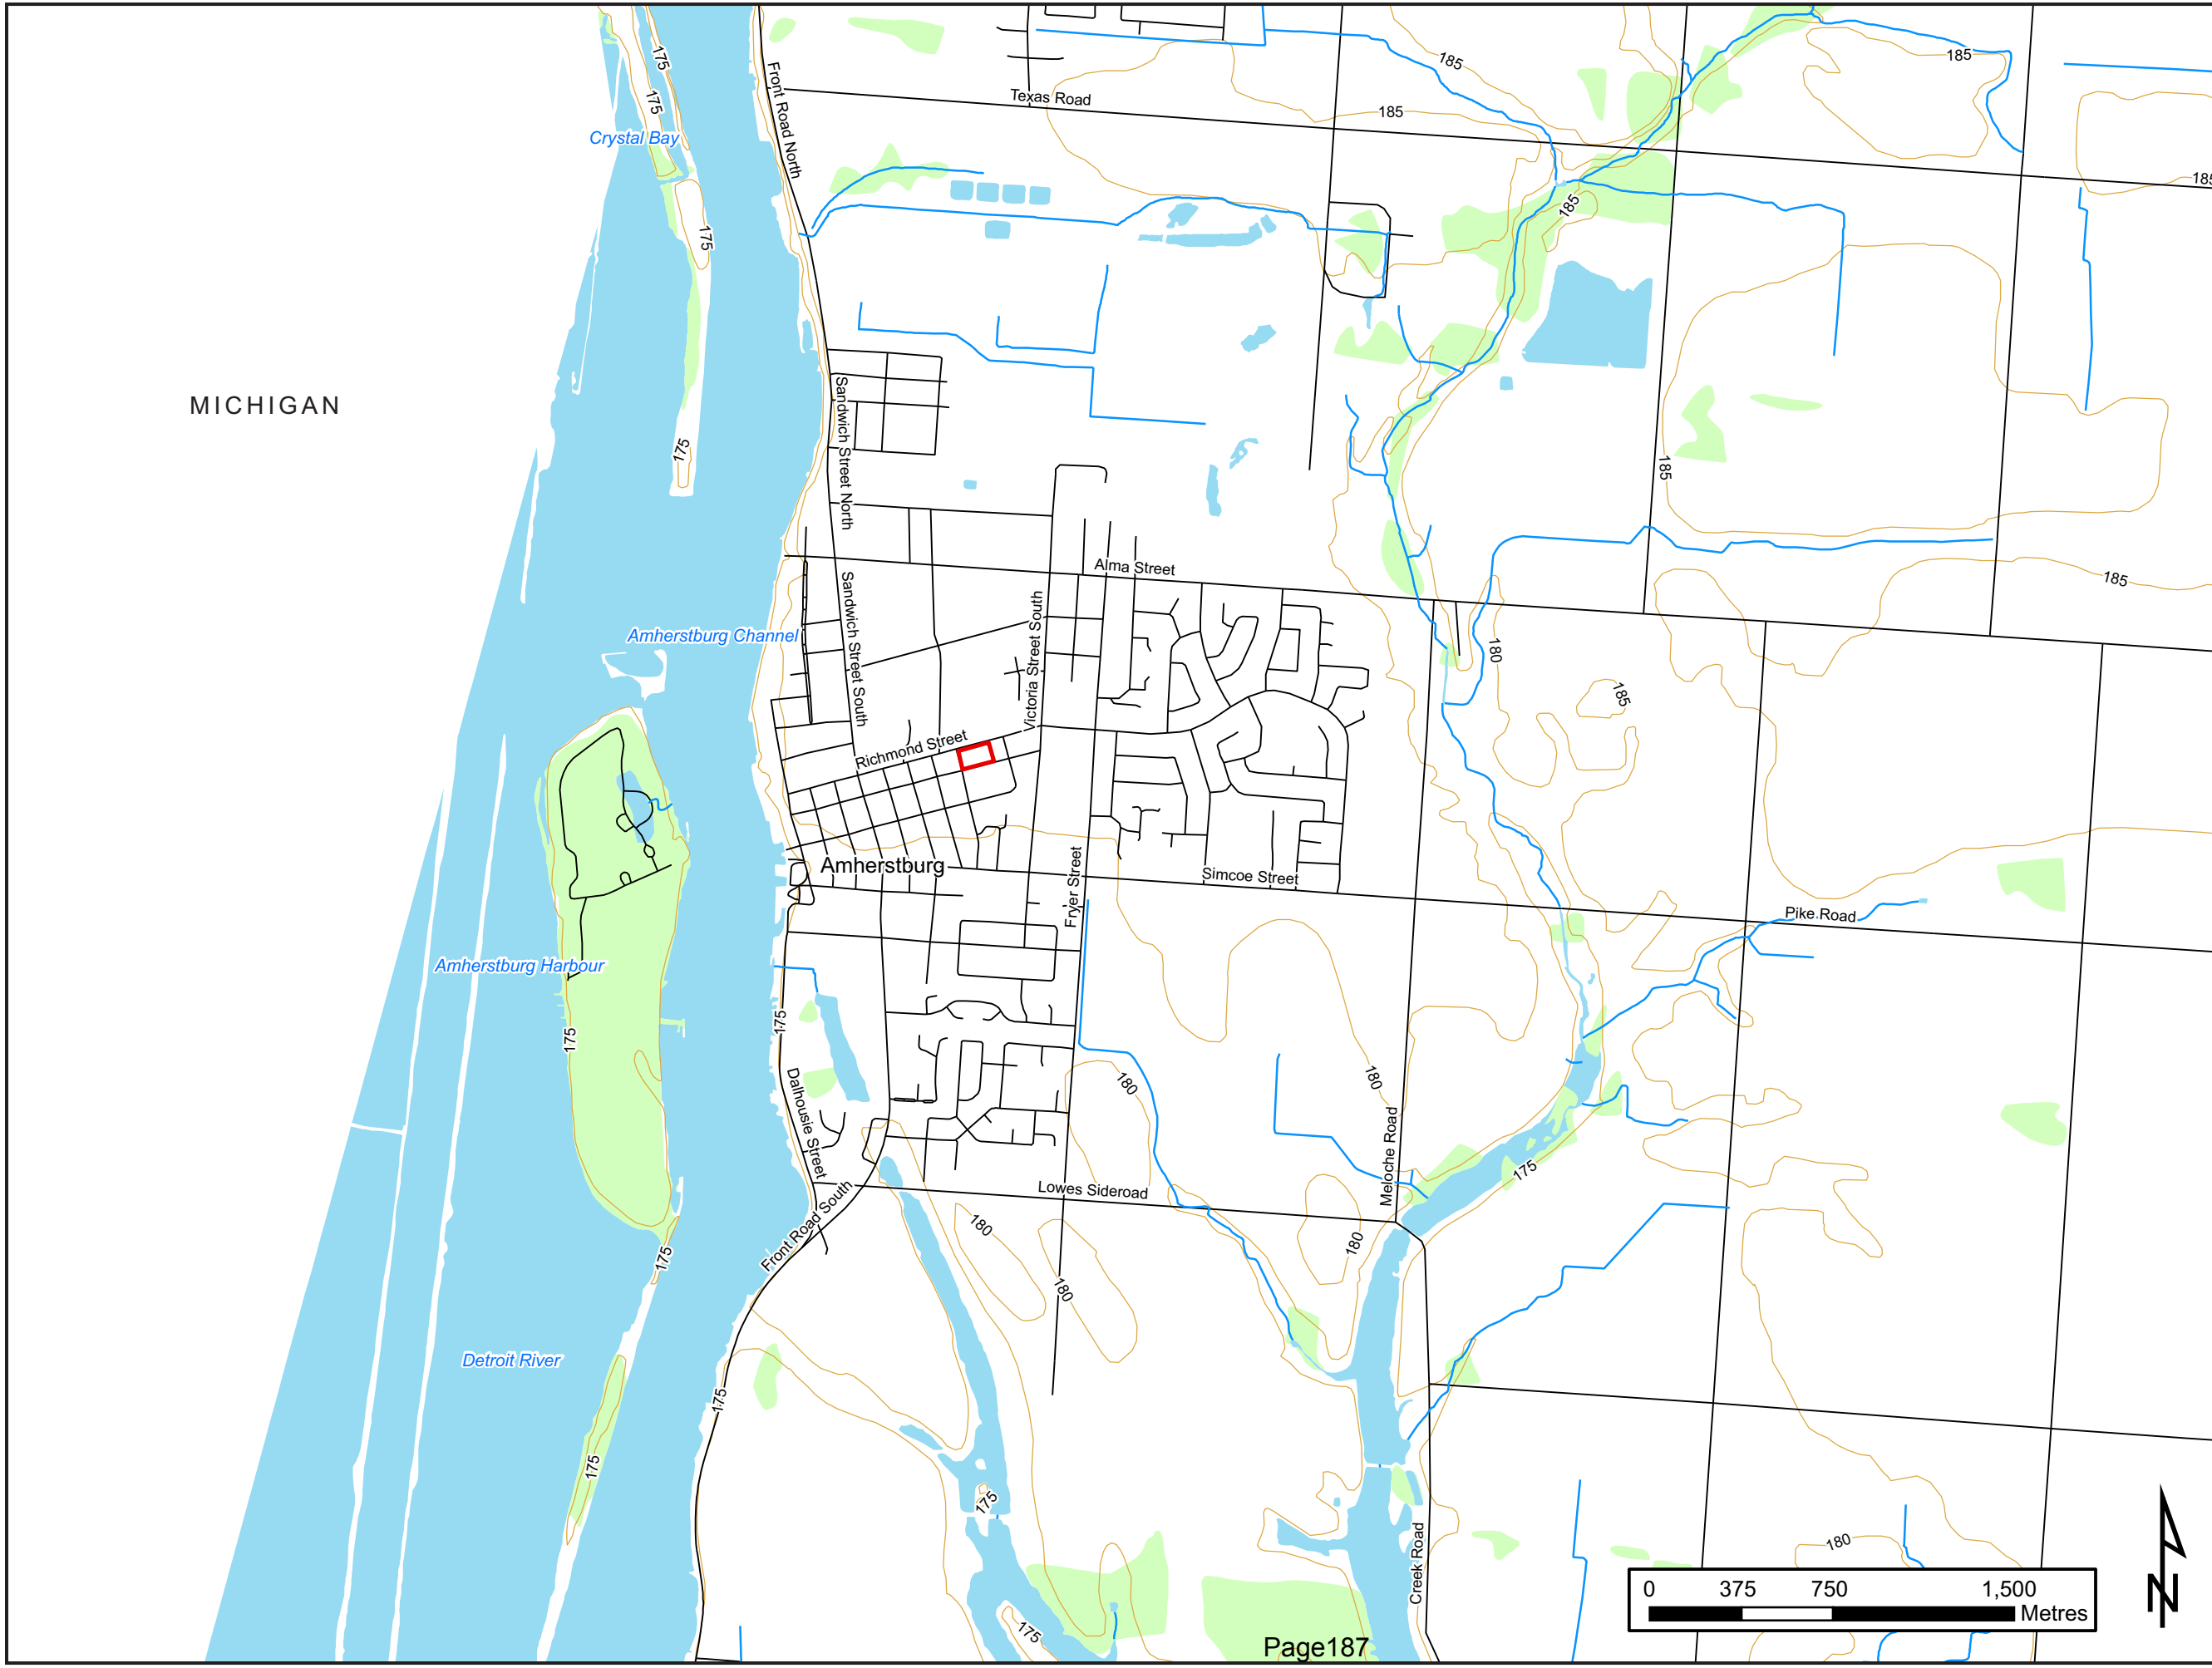 175
185
185
Front Road North
Texas Road
175
185
Crystal Bay
185
185
175
MICHIGAN
Sandwich Street North
175
185
Alma Street
185
Sandwich Street South
Victoria Street South
Amherstburg Channel
180
185
Richmond Street
Amherstburg
Fryer Street
Simcoe Street
Pike Road
Amherstburg Harbour
175
175
180
180
Dalhousie Street
Meloche Road
175
Lowes Sideroad
Front Road South
180
180
175
180
Detroit River
175
175
175
Creek Road
180
0 375 750 1,500
Metres
N
175
Page187